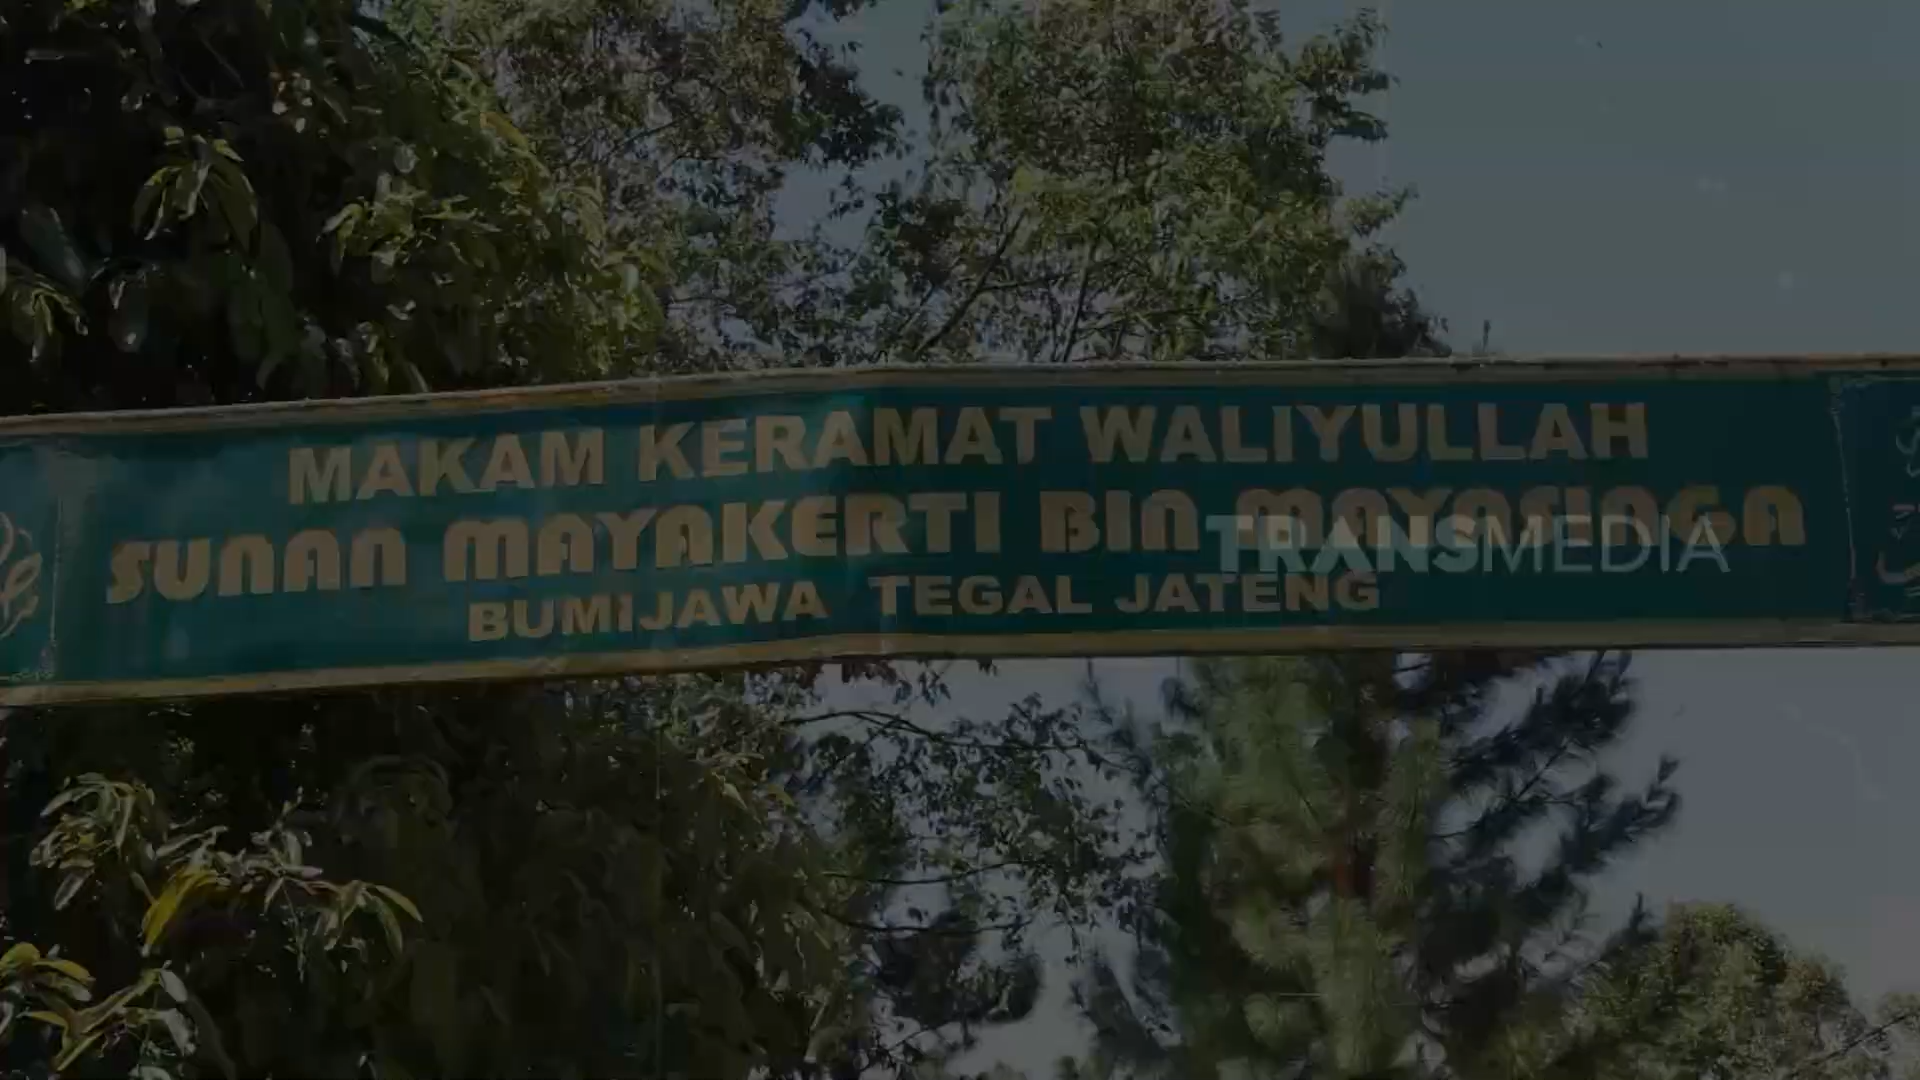 MAKAM KERAMAT WALIYULLAH
SUNAN MAYAKERTI BIN MAYASINGA
TRANSMEDIA
BUMIJAWA TEGAL JATENG